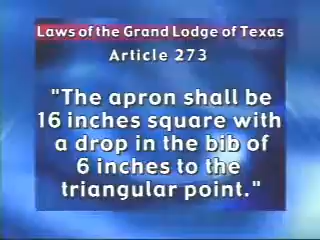 Laws of the Grand Lodge of Texas
Article 273
"The apron shall be
16 inches square with
a drop in the bib of
6 inches to the
triangular point."